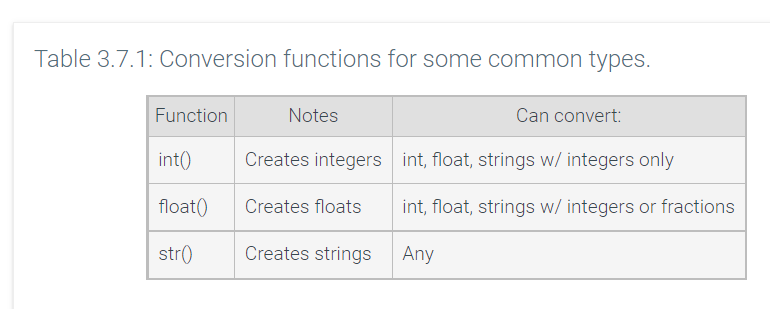 Table 3.7.1: Conversion functions for some common types.
Function Notes Can convert:
int() Creates integers int, float, strings w/ integers only
float() Creates floats int, float, strings w/ integers or fractions
str() Creates strings Any